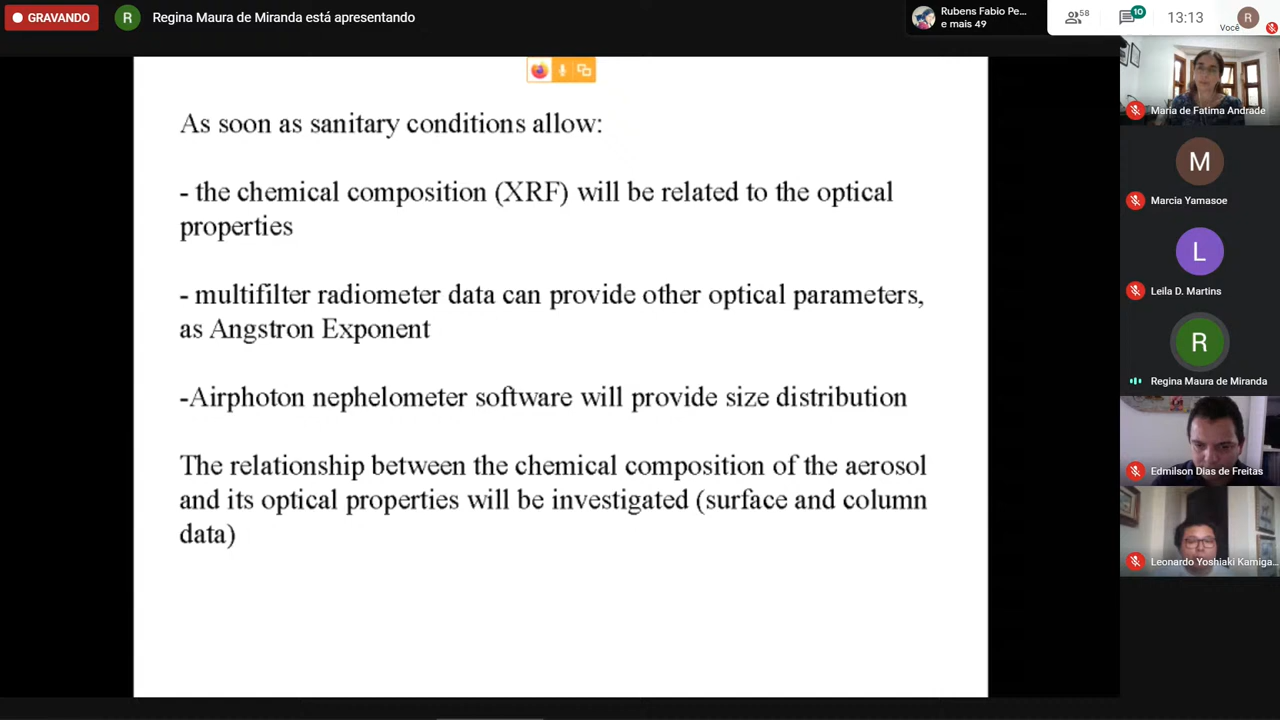 GRAVANDO
R
Regina Maura de Miranda está apresentando
Rubens Fabio Pe...
e mais 49
58
10
13:13
Você
R
As soon as sanitary conditions allow:
- the chemical composition (XRF) will be related to the optical
properties
- multifilter radiometer data can provide other optical parameters,
as Angstron Exponent
-Airphoton nephelometer software will provide size distribution
The relationship between the chemical composition of the aerosol
and its optical properties will be investigated (surface and column
data)
Maria de Fatima Andrade
M
Marcia Yamasoe
L
Leila D. Martins
R
Regina Maura de Miranda
Edmilson Dias de Freitas
Leonardo Yoshiaki Kamiga...